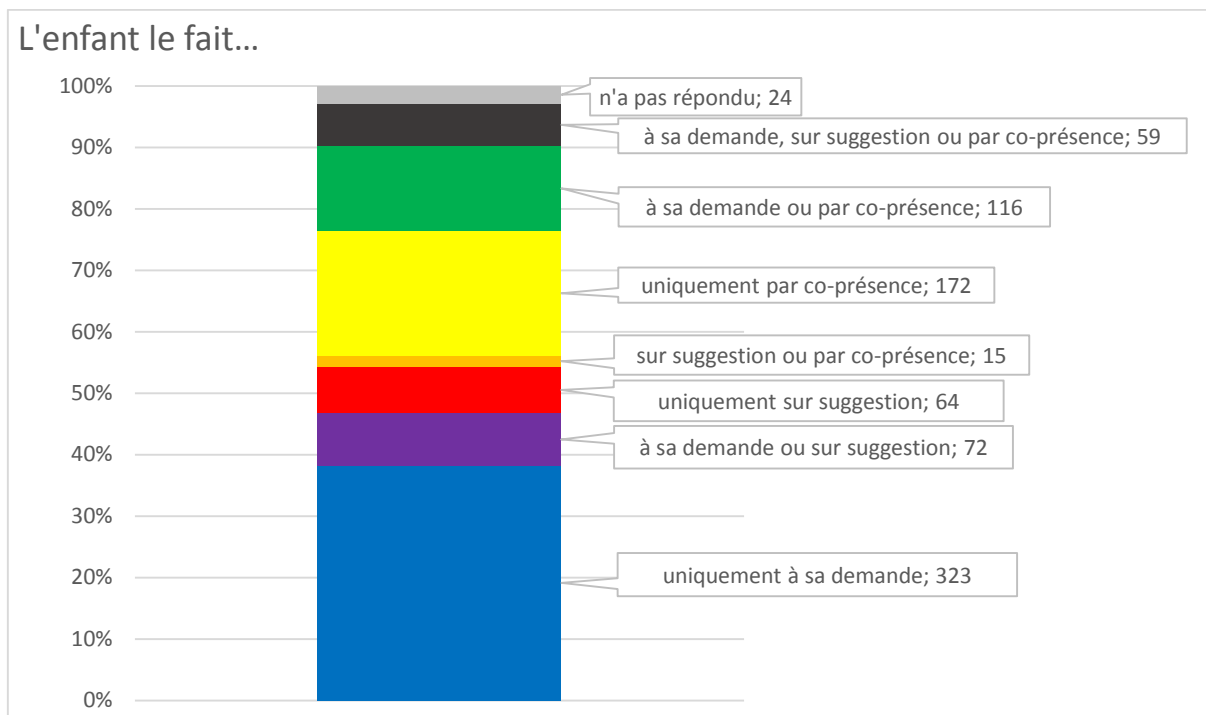 L'enfant le fait…
100%
n'a pas répondu; 24
à sa demande, sur suggestion ou par co-présence; 59
90%
80%
à sa demande ou par co-présence; 116
70%
uniquement par co-présence; 172
60%
sur suggestion ou par co-présence; 15
50%
uniquement sur suggestion; 64
40%
à sa demande ou sur suggestion; 72
30%
20%
uniquement à sa demande; 323
10%
0%